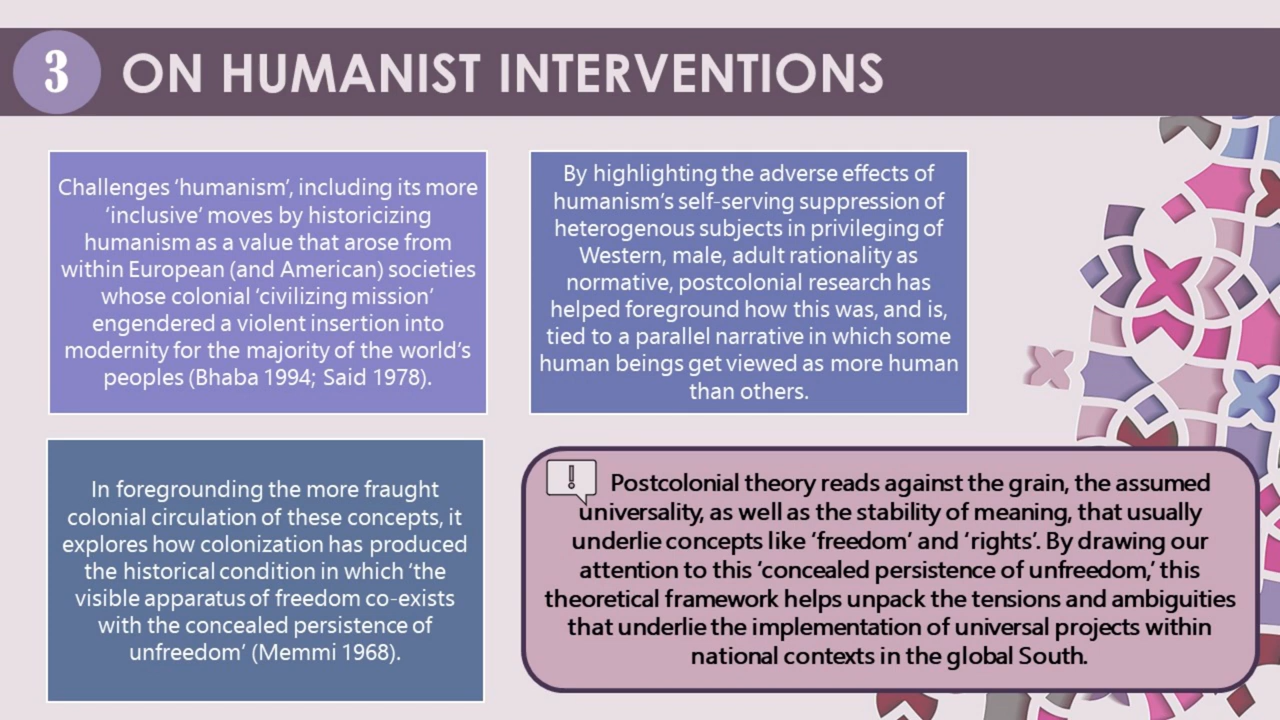 3
ON HUMANIST INTERVENTIONS
Challenges ‘humanism’, including its more
‘inclusive’ moves by historicizing
humanism as a value that arose from
within European (and American) societies
whose colonial ‘civilizing mission’
engendered a violent insertion into
modernity for the majority of the world’s
peoples (Bhaba 1994; Said 1978).
By highlighting the adverse effects of
humanism’s self-serving suppression of
heterogenous subjects in privileging of
Western, male, adult rationality as
normative, postcolonial research has
helped foreground how this was, and is,
tied to a parallel narrative in which some
human beings get viewed as more human
than others.
In foregrounding the more fraught
colonial circulation of these concepts, it
explores how colonization has produced
the historical condition in which ‘the
visible apparatus of freedom co-exists
with the concealed persistence of
unfreedom’ (Memmi 1968).
!
Postcolonial theory reads against the grain, the assumed
universality, as well as the stability of meaning, that usually
underlie concepts like ‘freedom’ and ‘rights’. By drawing our
attention to this ‘concealed persistence of unfreedom,’ this
theoretical framework helps unpack the tensions and ambiguities
that underlie the implementation of universal projects within
national contexts in the global South.